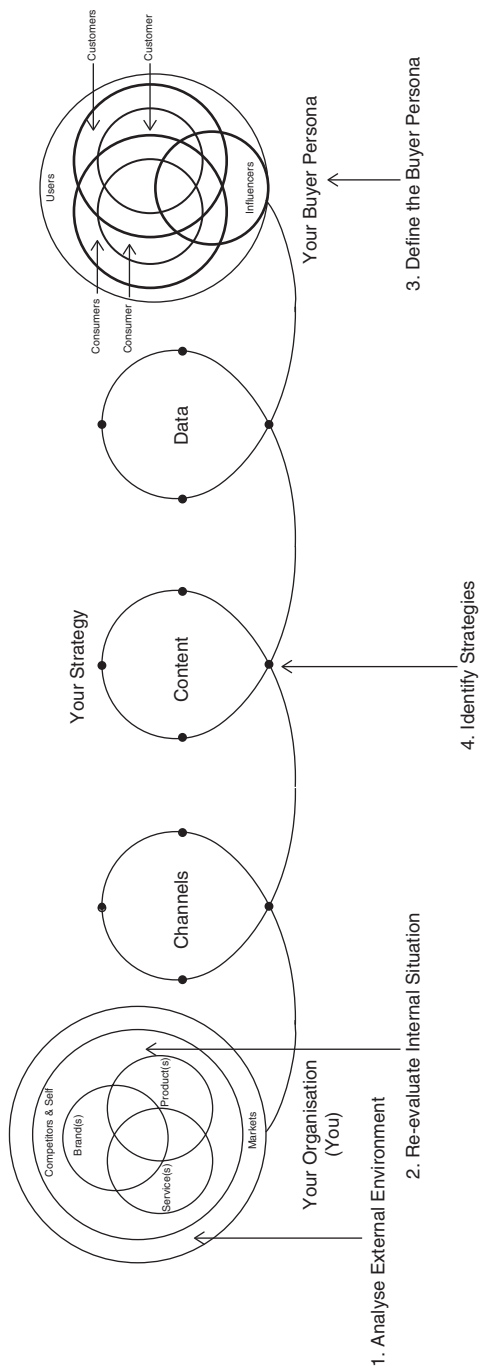 Competitors & Self
Brand(s)
Service(s)
Product(s)
Markets
Your Organisation
(You)
1. Analyse External Environment
2. Re-evaluate Internal Situation
Your Strategy
Channels
Content
Data
4. Identify Strategies
Users
Consumers
Consumer
Customers
Customer
Influencers
Your Buyer Persona
3. Define the Buyer Persona